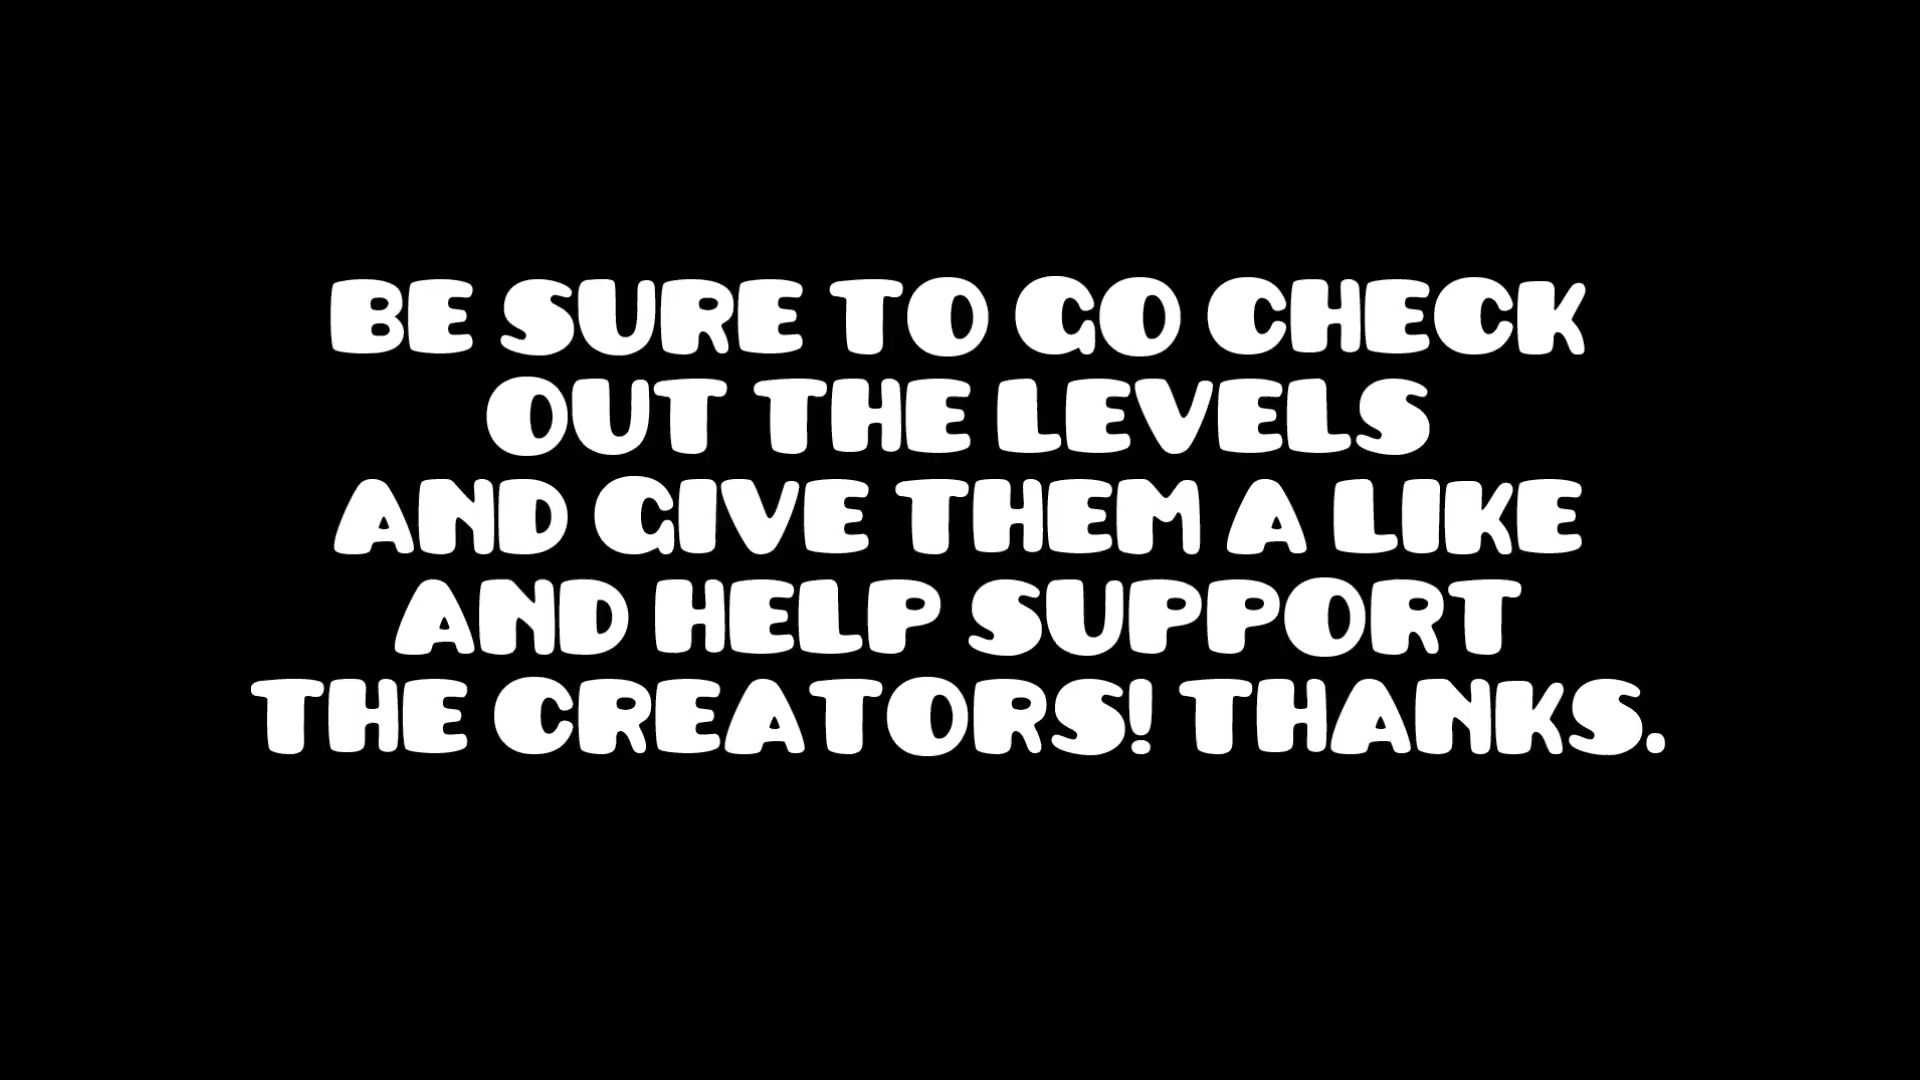 BE SURE TO GO CHECK
OUT THE LEVELS
AND GIVE THEM A LIKE
AND HELP SUPPORT
THE CREATORS! THANKS.